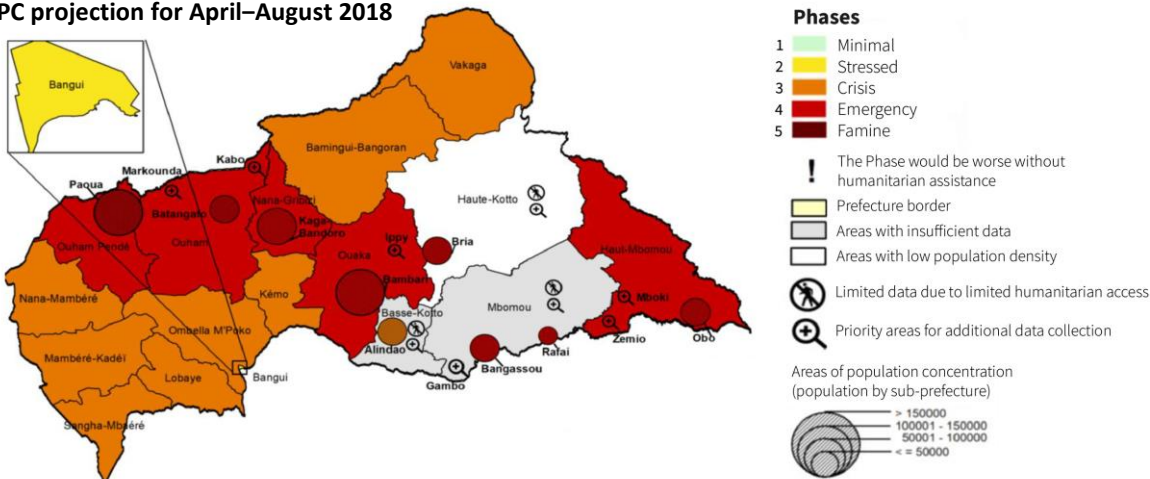 PC projection for April–August 2018
Bangui
Vakaga
Bamingui-Bangoran
Kabo
Markounda
Paoua
Haute-Kotto
Nana-Gribizi
Batangafo
Kaga-
Bandoro
Ouham
Ippy
Bria
Ouham Pendé
Ouaka
Haut-Mbomou
Bambari
Nana-Mambéré
Kémo
Mbomou
Mboki
Basse-Kotto
Ombella M'Poko
Obo
Zemio
Rafai
Alindao
Mambéré-Kadéï
Bangassou
Lobaye
Bangui
Gambo
Sangha-Mbaéré
Phases
1 Minimal
2 Stressed
3 Crisis
4 Emergency
5 Famine
! The Phase would be worse without
humanitarian assistance
Prefecture border
Areas with insufficient data
Areas with low population density
Limited data due to limited humanitarian access
Priority areas for additional data collection
Areas of population concentration
(population by sub-prefecture)
> 150000
100001 - 150000
50001 - 100000
< = 50000